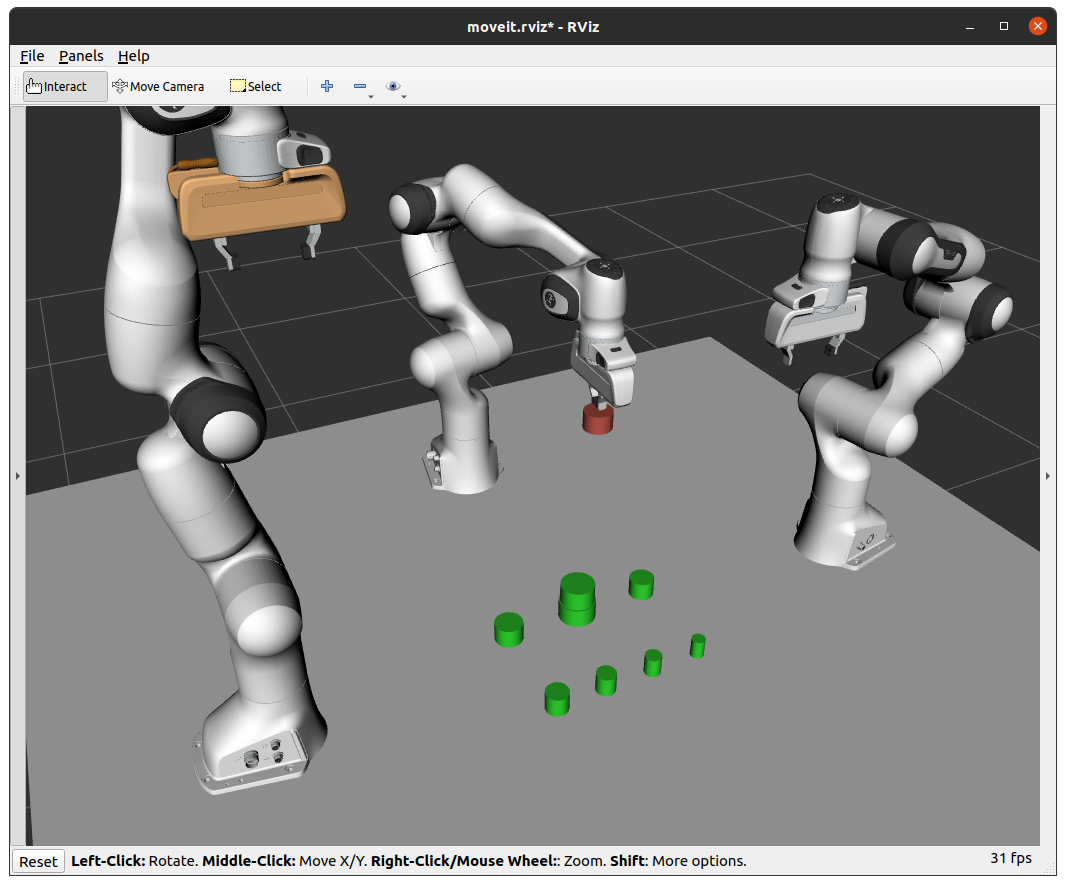 moveit.rviz* - RViz
File Panels Help
Interact Move Camera Select
Reset Left-Click: Rotate. Middle-Click: Move X/Y. Right-Click/Mouse Wheel:: Zoom. Shift: More options. 31 fps